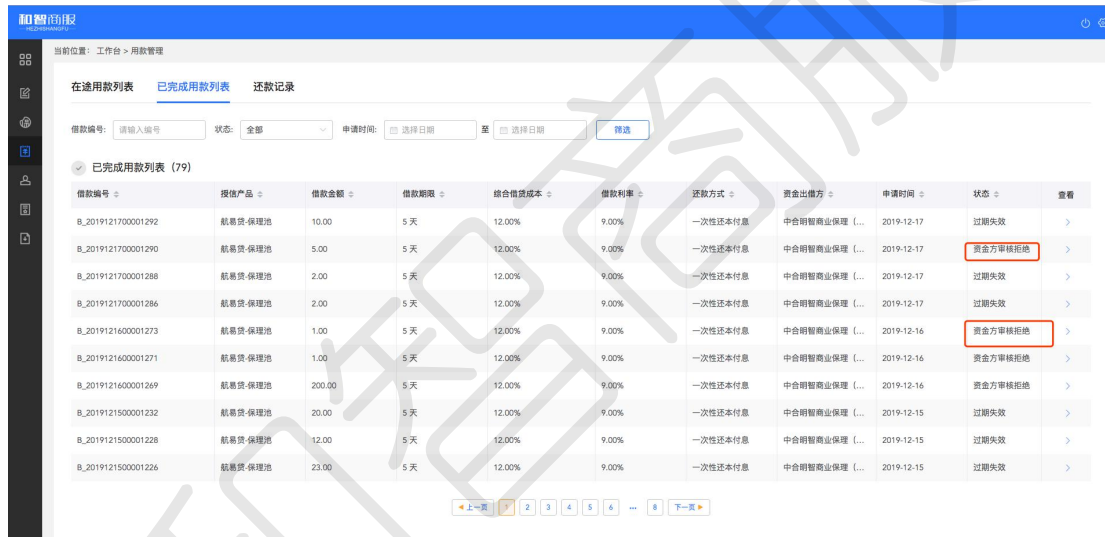 和智商服
HEZHISHANGFU
当前位置： 工作台 > 用款管理
在途用款列表 已完成用款列表 还款记录
借款编号: 请输入编号 状态: 全部 申请时间: 选择日期 至 选择日期 筛选
已完成用款列表（79）
借款编号 授信产品 借款金额 借款期限 综合借贷成本 借款利率 还款方式 资金出借方 申请时间 状态 查看
B_2019121700001292 航易贷-保理池 10.00 5 天 12.00% 9.00% 一次性还本付息 中合明智商业保理（... 2019-12-17 过期失效
B_2019121700001290 航易贷-保理池 5.00 5 天 12.00% 9.00% 一次性还本付息 中合明智商业保理（... 2019-12-17 资金方审核拒绝
B_2019121700001288 航易贷-保理池 2.00 5 天 12.00% 9.00% 一次性还本付息 中合明智商业保理（... 2019-12-17 过期失效
B_2019121700001286 航易贷-保理池 2.00 5 天 12.00% 9.00% 一次性还本付息 中合明智商业保理（... 2019-12-17 过期失效
B_2019121600001273 航易贷-保理池 1.00 5 天 12.00% 9.00% 一次性还本付息 中合明智商业保理（... 2019-12-16 资金方审核拒绝
B_2019121600001271 航易贷-保理池 1.00 5 天 12.00% 9.00% 一次性还本付息 中合明智商业保理（... 2019-12-16 资金方审核拒绝
B_2019121600001269 航易贷-保理池 200.00 5 天 12.00% 9.00% 一次性还本付息 中合明智商业保理（... 2019-12-16 资金方审核拒绝
B_2019121500001232 航易贷-保理池 20.00 5 天 12.00% 9.00% 一次性还本付息 中合明智商业保理（... 2019-12-15 过期失效
B_2019121500001228 航易贷-保理池 12.00 5 天 12.00% 9.00% 一次性还本付息 中合明智商业保理（... 2019-12-15 过期失效
B_2019121500001226 航易贷-保理池 23.00 5 天 12.00% 9.00% 一次性还本付息 中合明智商业保理（... 2019-12-15 过期失效
上一页 1 2 3 4 5 6 ... 8 下一页
和智商服